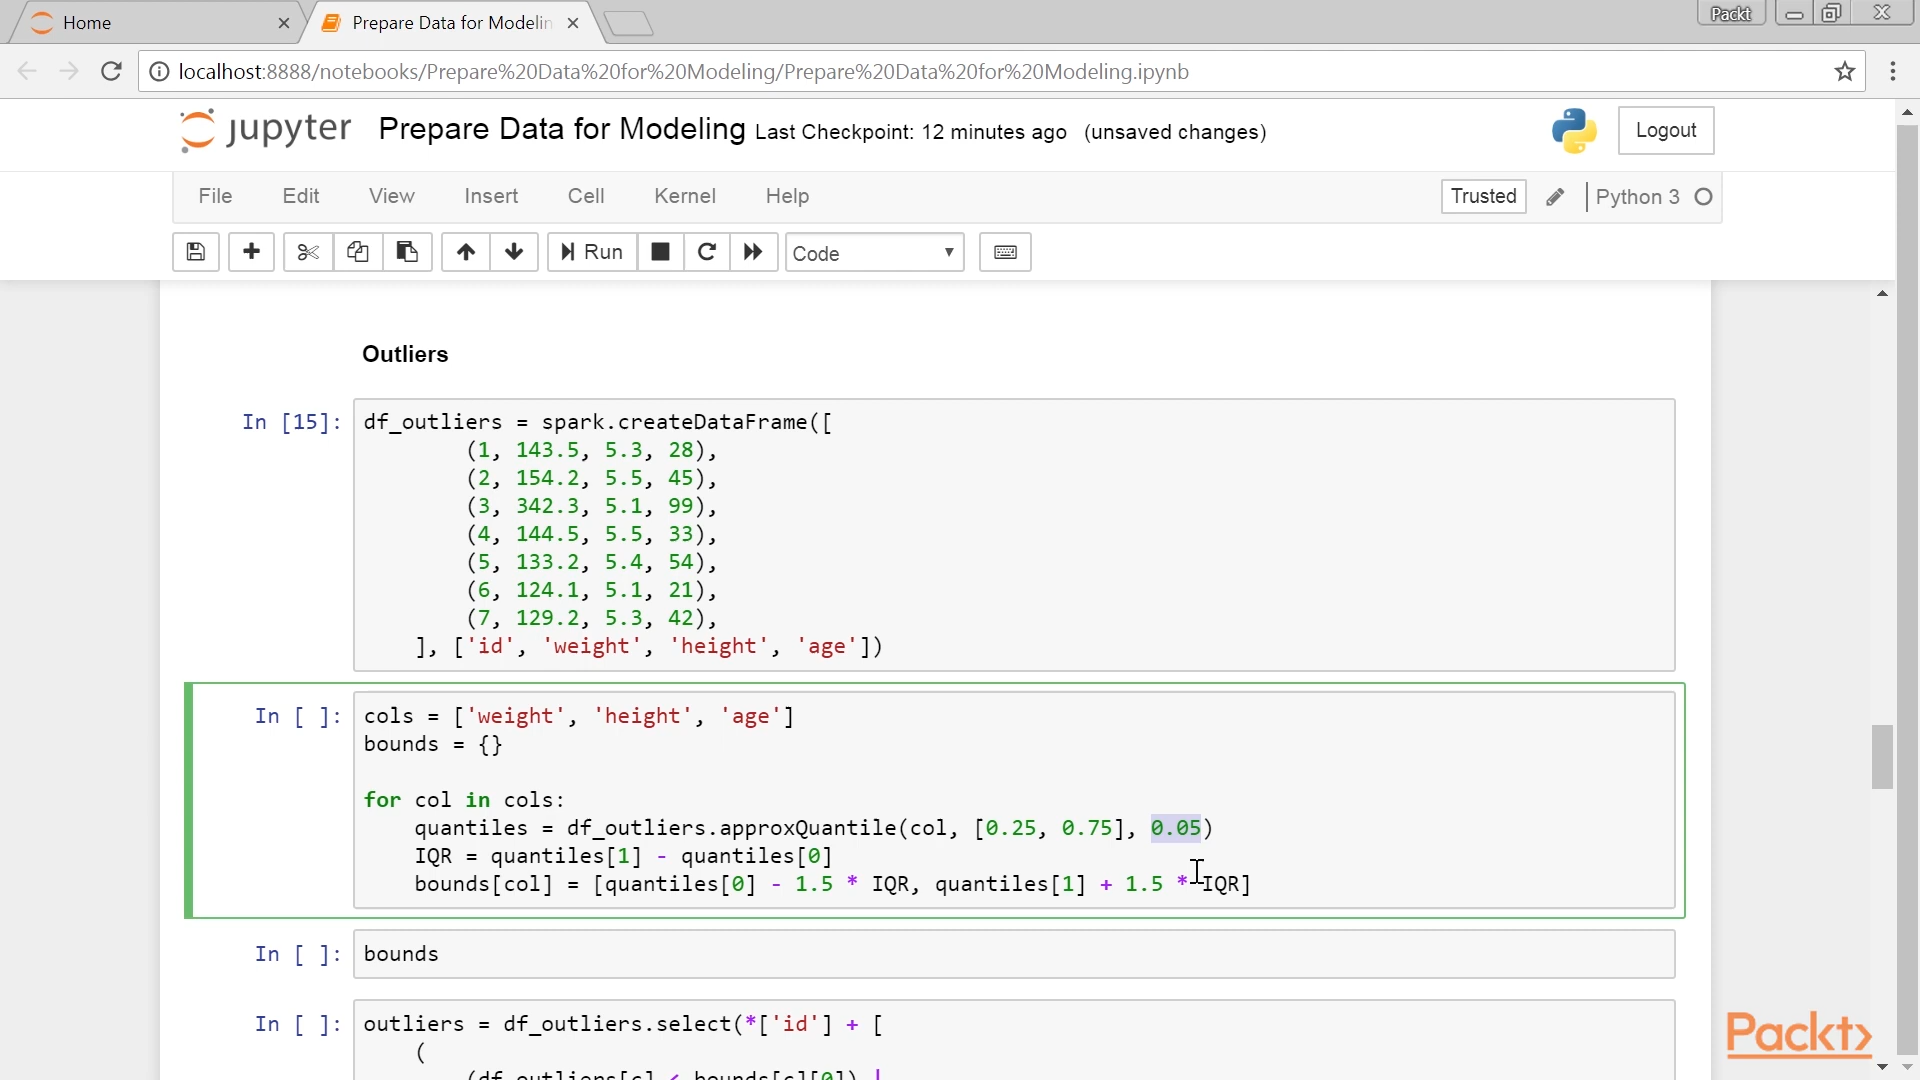 Home
Prepare Data for Modelin
Packt
localhost:8888/notebooks/Prepare%20Data%20for%20Modeling/Prepare%20Data%20for%20Modeling.ipynb
jupyter Prepare Data for Modeling Last Checkpoint: 12 minutes ago (unsaved changes)
Logout
File Edit View Insert Cell Kernel Help
Trusted
Python 3
Run
Code
Outliers
In [15]: df_outliers = spark.createDataFrame([
(1, 143.5, 5.3, 28),
(2, 154.2, 5.5, 45),
(3, 342.3, 5.1, 99),
(4, 144.5, 5.5, 33),
(5, 133.2, 5.4, 54),
(6, 124.1, 5.1, 21),
(7, 129.2, 5.3, 42),
], ['id', 'weight', 'height', 'age'])
In [ ]: cols = ['weight', 'height', 'age']
bounds = {}
for col in cols:
quantiles = df_outliers.approxQuantile(col, [0.25, 0.75], 0.05)
IQR = quantiles[1] - quantiles[0]
bounds[col] = [quantiles[0] - 1.5 * IQR, quantiles[1] + 1.5 * IQR]
In [ ]: bounds
In [ ]: outliers = df_outliers.select(*['id'] + [
(
(df_outliers[c] < bounds[c][0]) |
Packt>